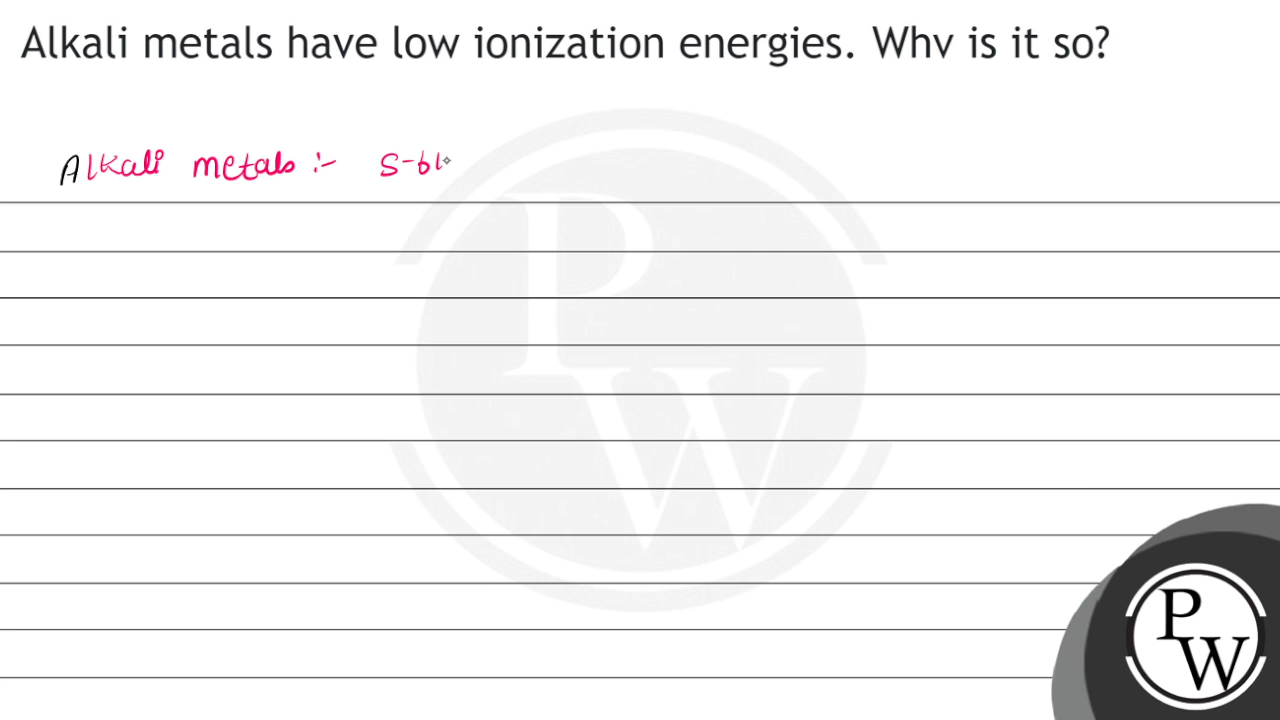 Alkali metals have low ionization energies. Whv is it so?
Alkali metals :- S-bl
P
W
P
W